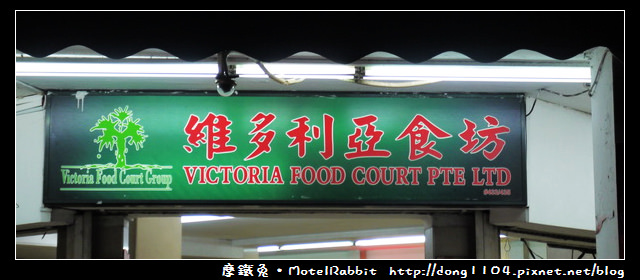 維多利亞食坊
Victoria Food Court Group
VICTORIA FOOD COURT PTE LTD
摩鐵兔·MotelRabbit http://dong1104.pixnet.net/blog